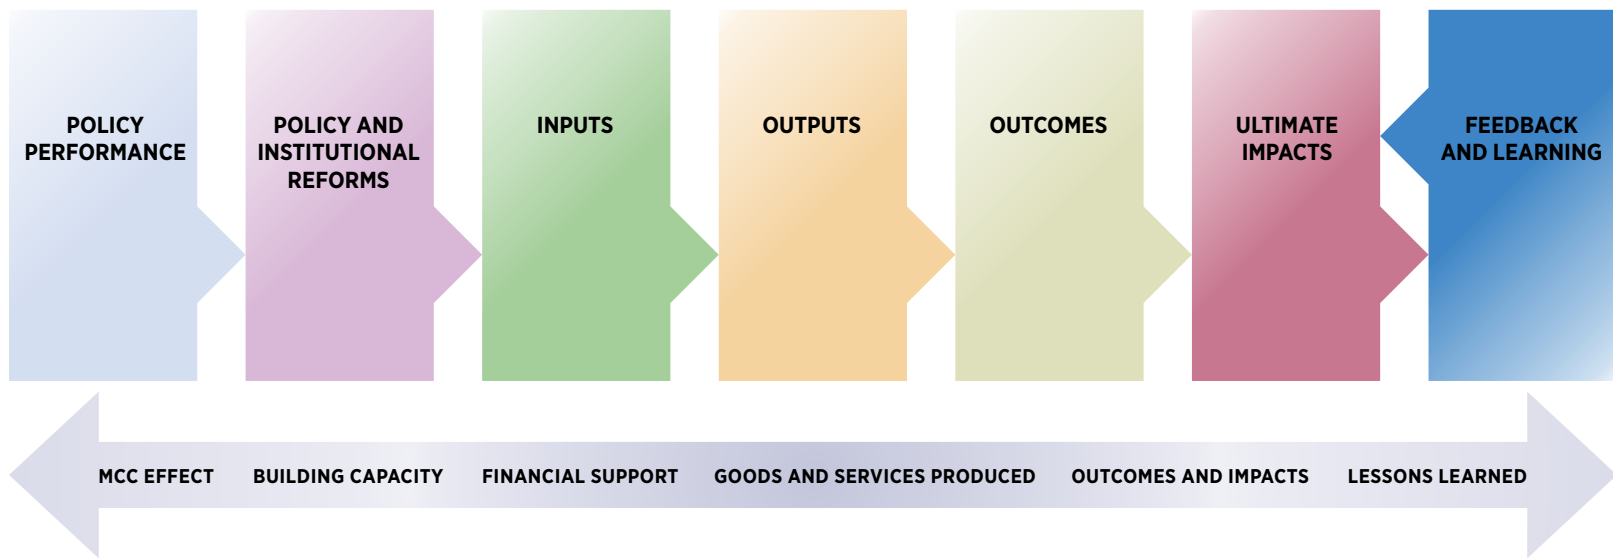 POLICY
PERFORMANCE
POLICY AND
INSTITUTIONAL
REFORMS
INPUTS
OUTPUTS
OUTCOMES
ULTIMATE
IMPACTS
FEEDBACK
AND LEARNING
MCC EFFECT BUILDING CAPACITY FINANCIAL SUPPORT GOODS AND SERVICES PRODUCED OUTCOMES AND IMPACTS LESSONS LEARNED